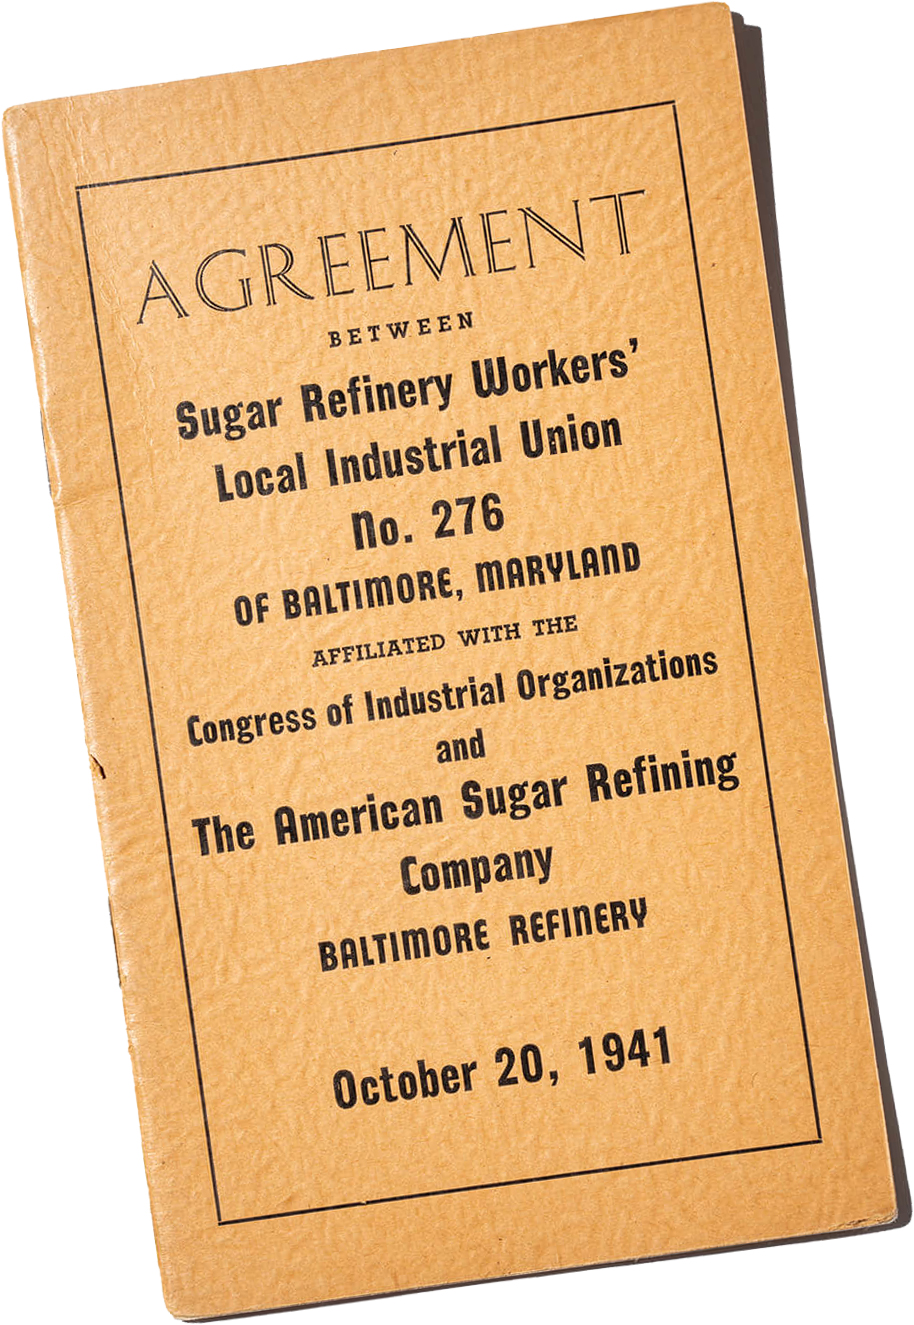 AGREEMENT
BETWEEN
Sugar Refinery Workers'
Local Industrial Union
No. 276
OF BALTIMORE, MARYLAND
AFFILIATED WITH THE
Congress of Industrial Organizations
and
The American Sugar Refining
Company
BALTIMORE REFINERY
October 20, 1941